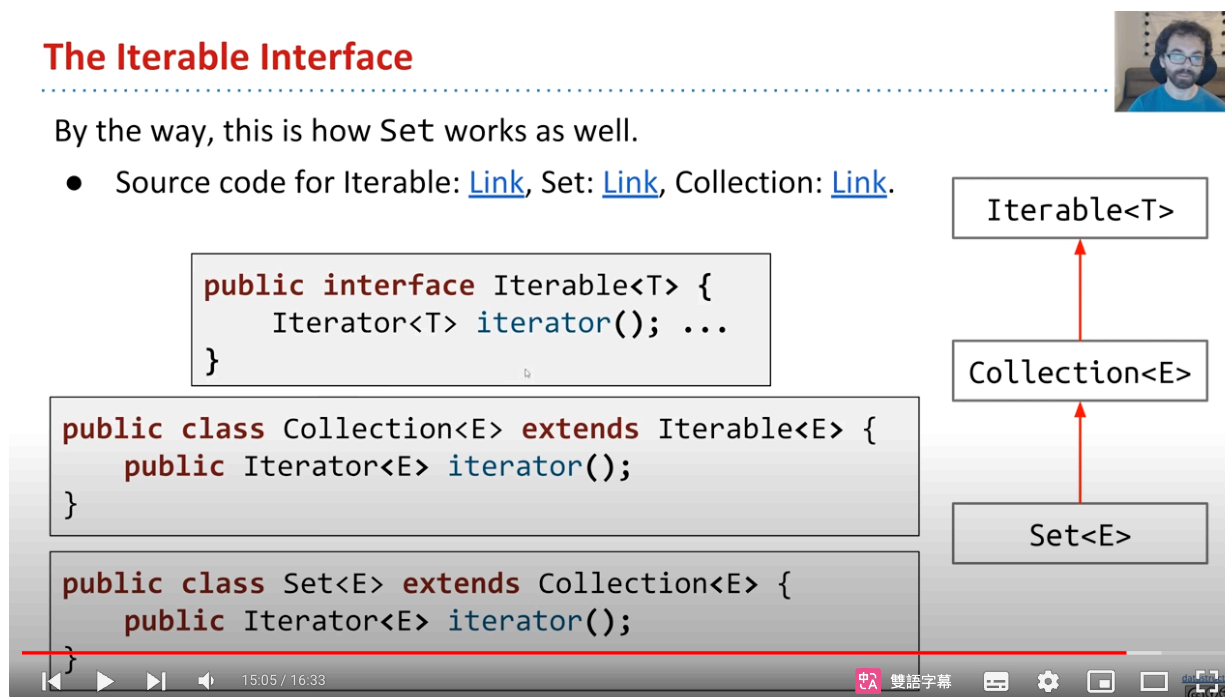 The Iterable Interface
By the way, this is how Set works as well.
● Source code for Iterable: Link, Set: Link, Collection: Link.
public interface Iterable<T> {
Iterator<T> iterator(); ...
}
public class Collection<E> extends Iterable<E> {
public Iterator<E> iterator();
}
public class Set<E> extends Collection<E> {
public Iterator<E> iterator();
}
Iterable<T>
Collection<E>
Set<E>
15:05 / 16:33
雙語字幕